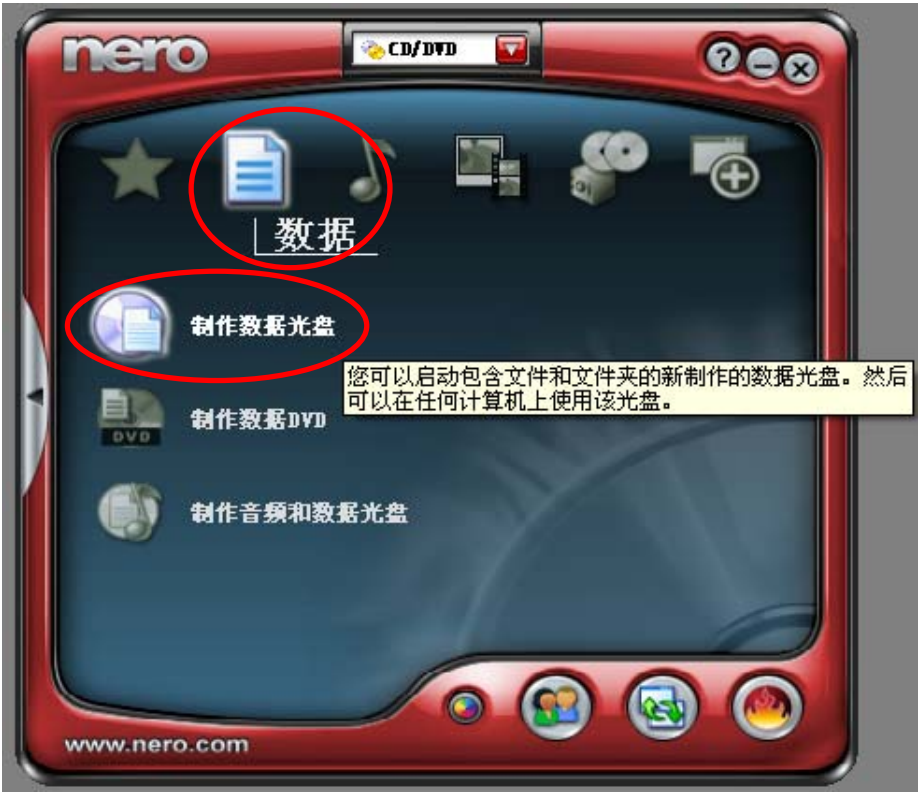 nero
CD/DVD
数据
制作数据光盘
您可以启动包含文件和文件夹的新制作的数据光盘。然后
可以在任何计算机上使用该光盘。
DVD
制作数据DVD
制作音频和数据光盘
www.nero.com